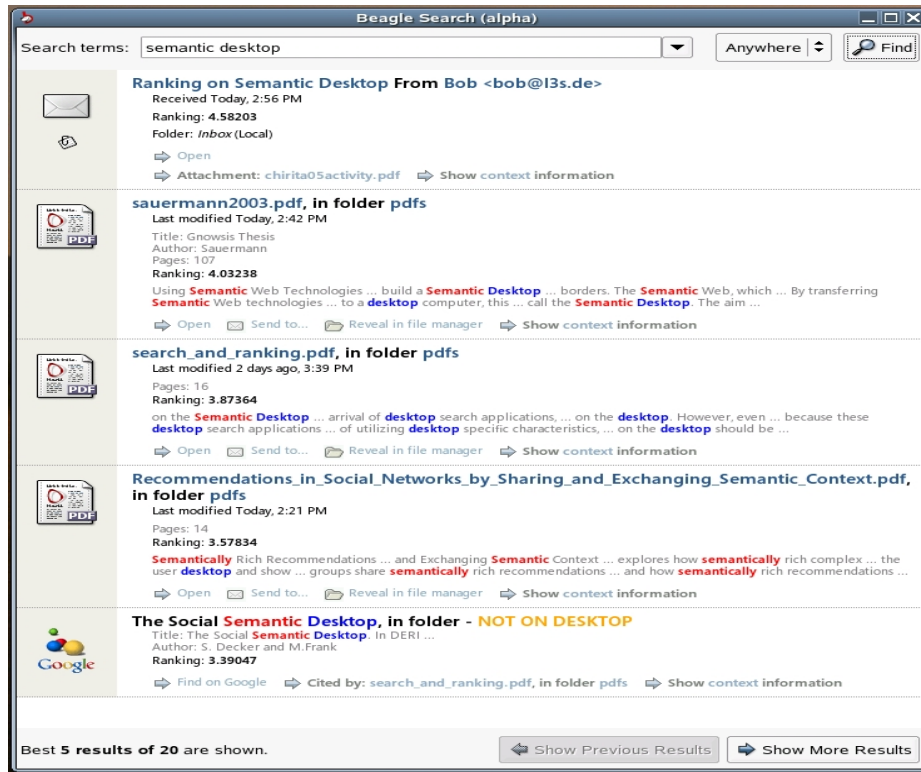 Beagle Search (alpha)
Search terms: semantic desktop Anywhere Find
Ranking on Semantic Desktop From Bob <bob@l3s.de>
Received Today, 2:56 PM
Ranking: 4.58203
Folder: Inbox (Local)
Open
Attachment: chirita05activity.pdf Show context information
sauermann2003.pdf, in folder pdfs
Last modified Today, 2:42 PM
Title: Gnowsis Thesis
Author: Sauermann
Pages: 107
Ranking: 4.03238
Using Semantic Web Technologies ... build a Semantic Desktop ... borders. The Semantic Web, which ... By transferring
Semantic Web technologies ... to a desktop computer, this ... call the Semantic Desktop. The aim ...
Open Send to... Reveal in file manager Show context information
PDF
search_and_ranking.pdf, in folder pdfs
Last modified 2 days ago, 3:39 PM
Pages: 16
Ranking: 3.87364
on the Semantic Desktop ... arrival of desktop search applications, ... on the desktop. However, even ... because these
desktop search applications ... of utilizing desktop specific characteristics, ... on the desktop should be ...
Open Send to... Reveal in file manager Show context information
PDF
Recommendations_in_Social_Networks_by_Sharing_and_Exchanging_Semantic_Context.pdf,
in folder pdfs
Last modified Today, 2:21 PM
Pages: 14
Ranking: 3.57834
Semantically Rich Recommendations ... and Exchanging Semantic Context ... explores how semantically rich complex ... the
user desktop and show ... groups share semantically rich recommendations ... and how semantically rich recommendations ...
Open Send to... Reveal in file manager Show context information
PDF
The Social Semantic Desktop, in folder - NOT ON DESKTOP
Title: The Social Semantic Desktop. In DERI ...
Author: S. Decker and M.Frank
Ranking: 3.39047
Google
Find on Google Cited by: search_and_ranking.pdf, in folder pdfs Show context information
Best 5 results of 20 are shown. Show Previous Results Show More Results